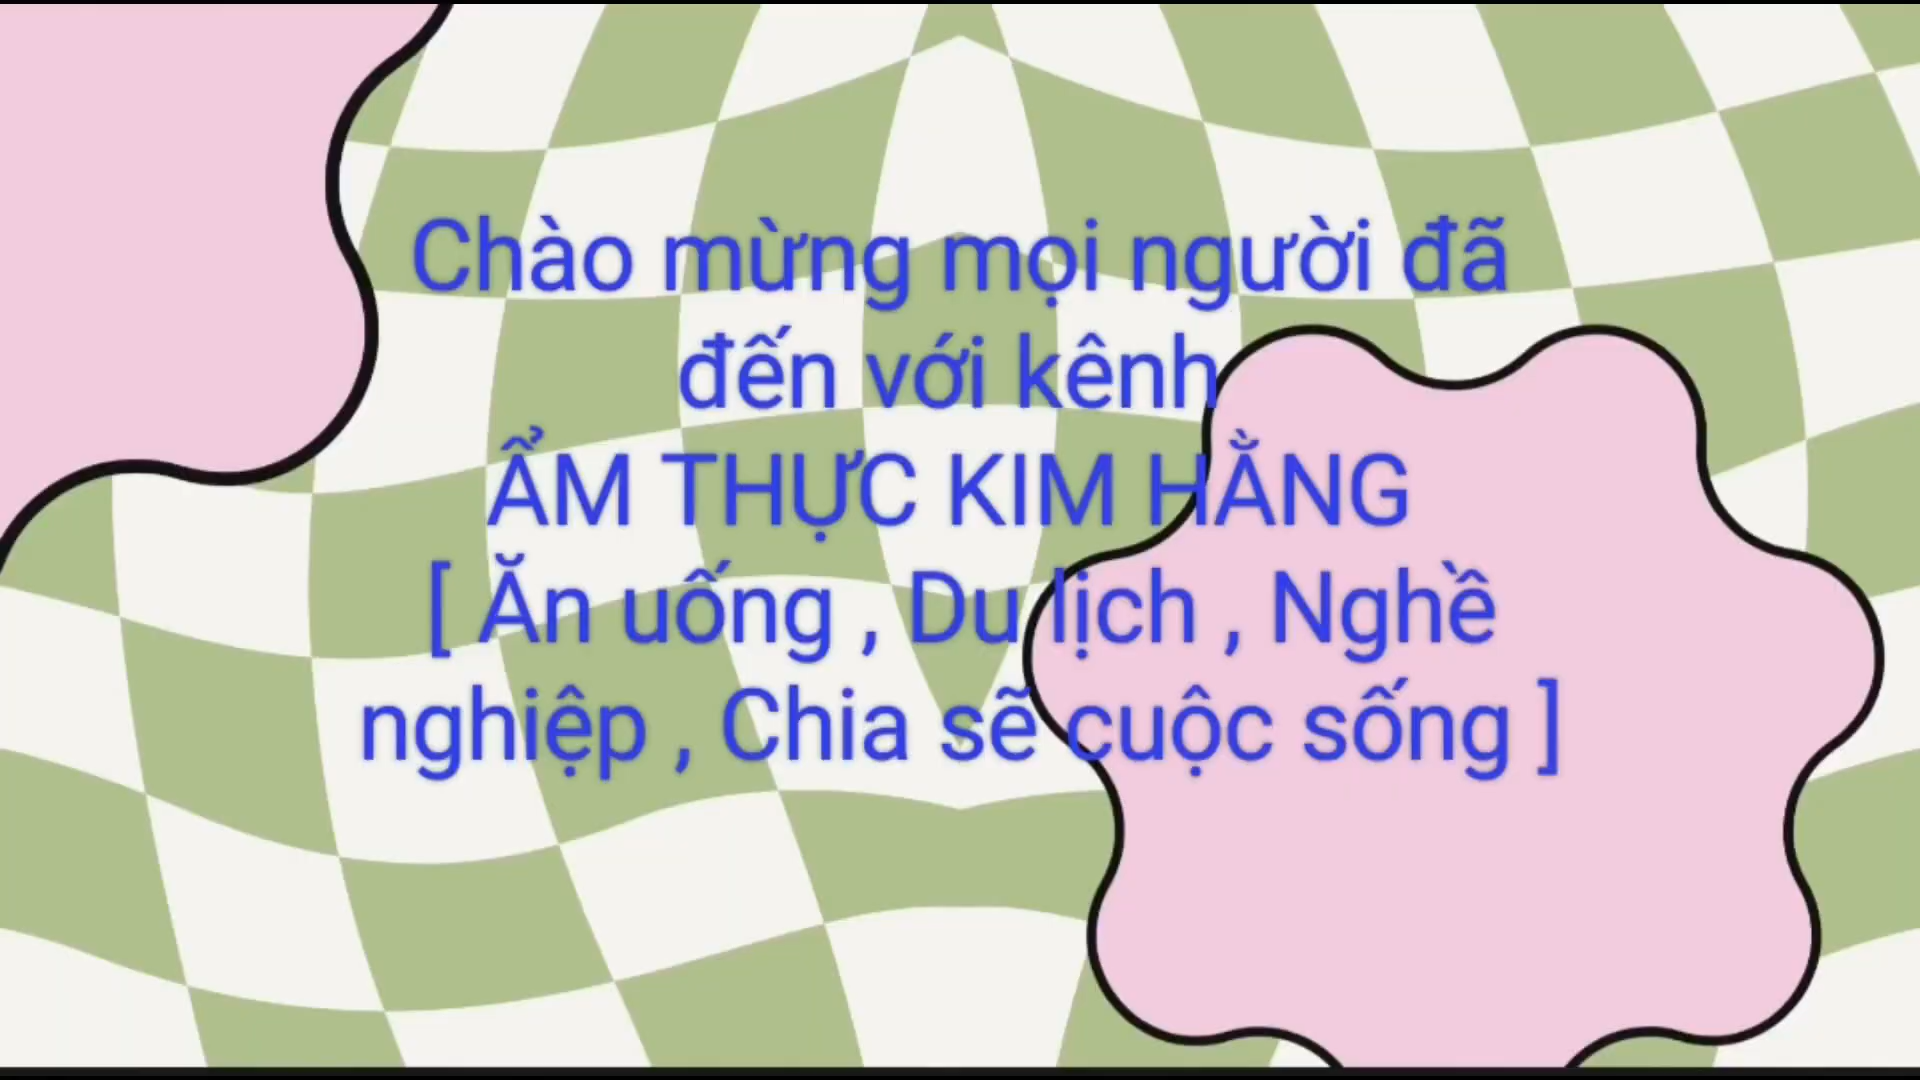 Chào mừng mọi người đã
đến với kênh
ẨM THỰC KIM HẰNG
[ Ăn uống , Du lịch , Nghề
nghiệp , Chia sẽ cuộc sống ]